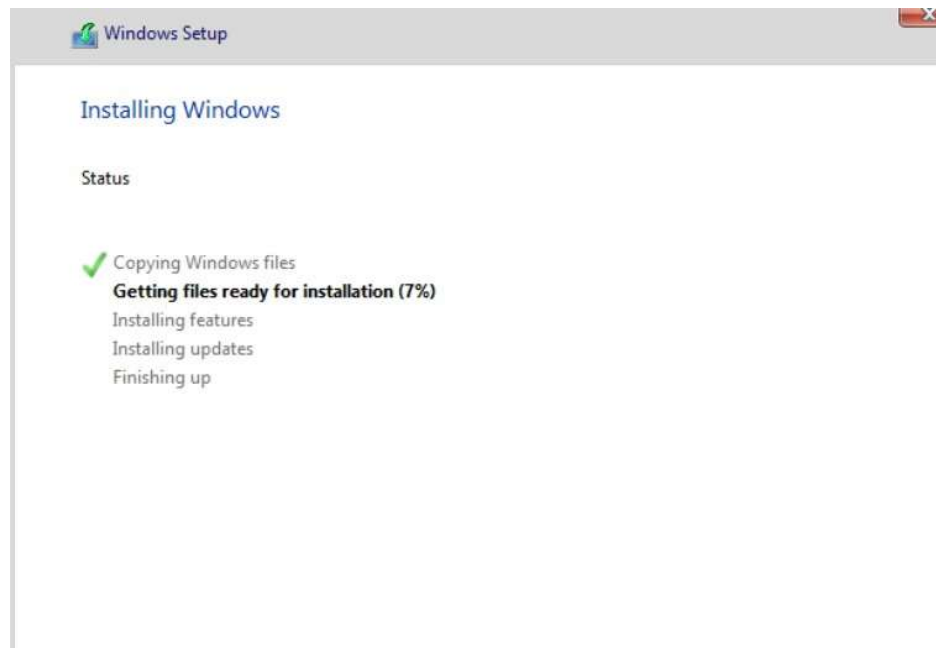 Windows Setup
Installing Windows
Status
Copying Windows files
Getting files ready for installation (7%)
Installing features
Installing updates
Finishing up